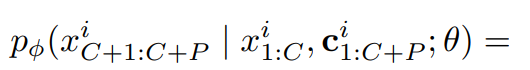 p_ϕ(x^i_{C+1:C+P} | x^i_{1:C}, 𝐜^i_{1:C+P}; θ) =